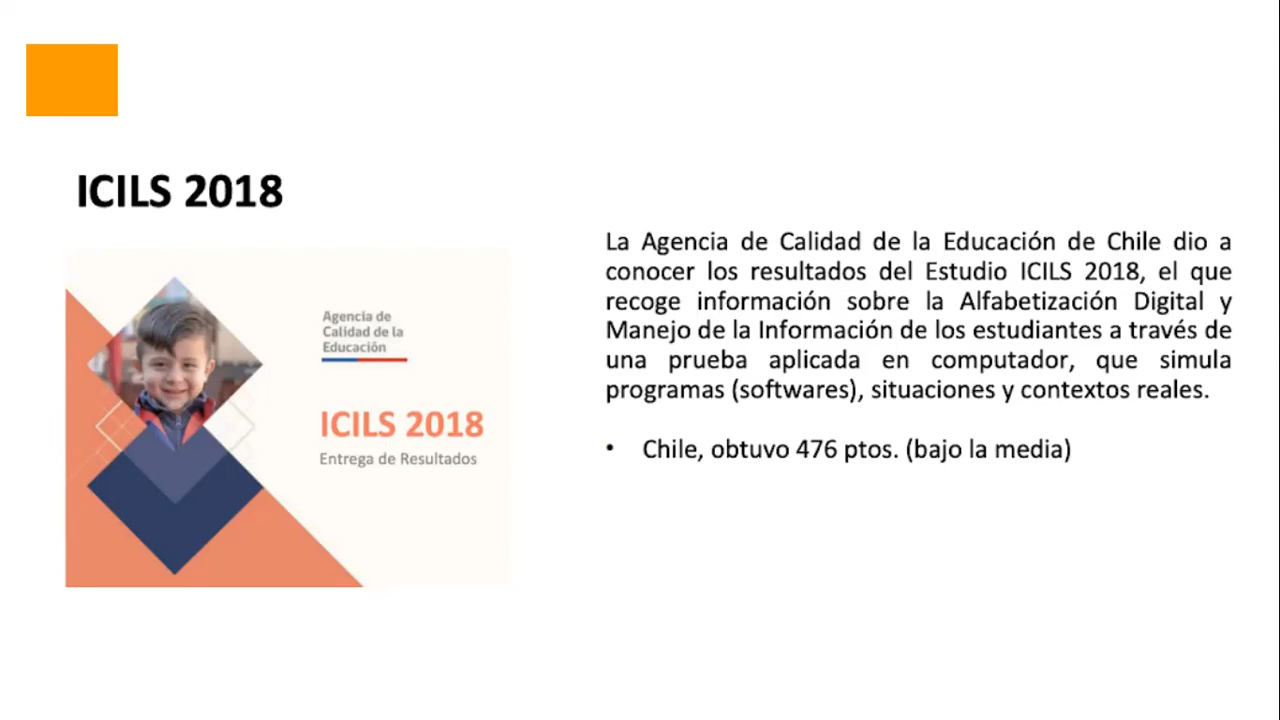 ICILS 2018
Agencia de
Calidad de la
Educación
ICILS 2018
Entrega de Resultados
La Agencia de Calidad de la Educación de Chile dio a
conocer los resultados del Estudio ICILS 2018, el que
recoge información sobre la Alfabetización Digital y
Manejo de la Información de los estudiantes a través de
una prueba aplicada en computador, que simula
programas (softwares), situaciones y contextos reales.
• Chile, obtuvo 476 ptos. (bajo la media)